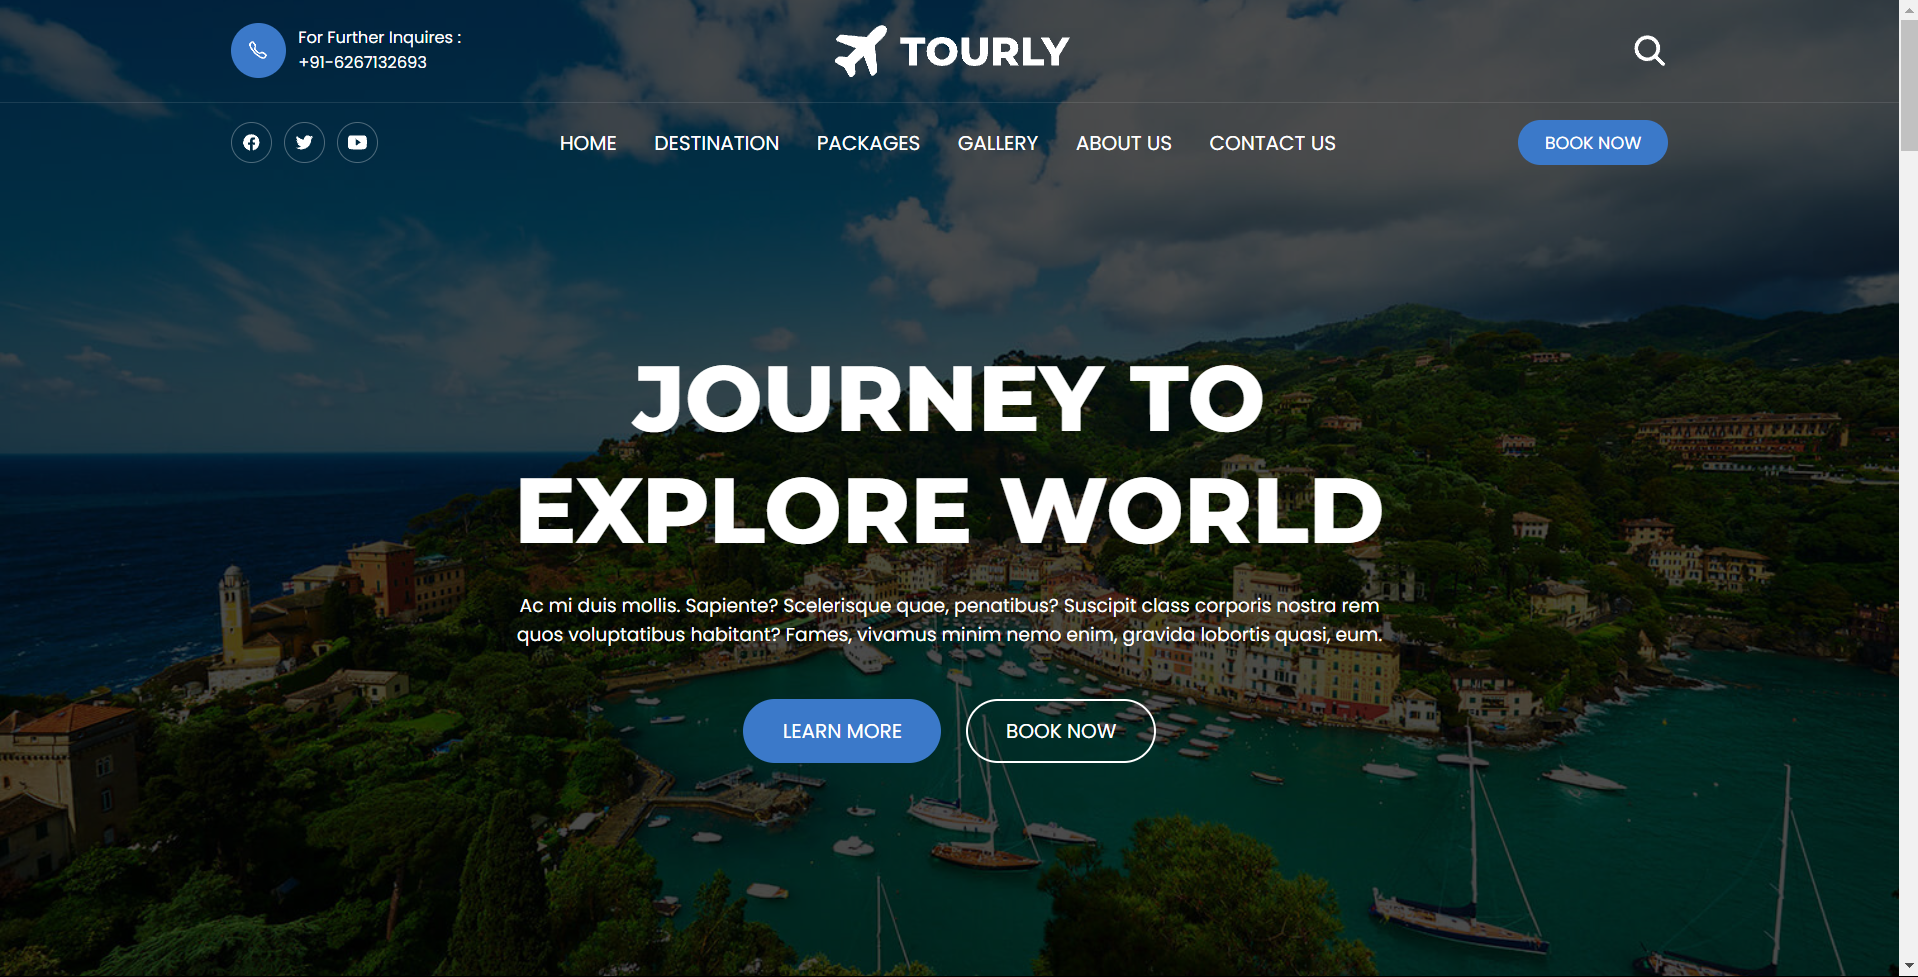 For Further Inquires :
+91-6267132693
TOURLY
HOME DESTINATION PACKAGES GALLERY ABOUT US CONTACT US
BOOK NOW
JOURNEY TO
EXPLORE WORLD
Ac mi duis mollis. Sapiente? Scelerisque quae, penatibus? Suscipit class corporis nostra rem
quos voluptatibus habitant? Fames, vivamus minim nemo enim, gravida lobortis quasi, eum.
LEARN MORE
BOOK NOW